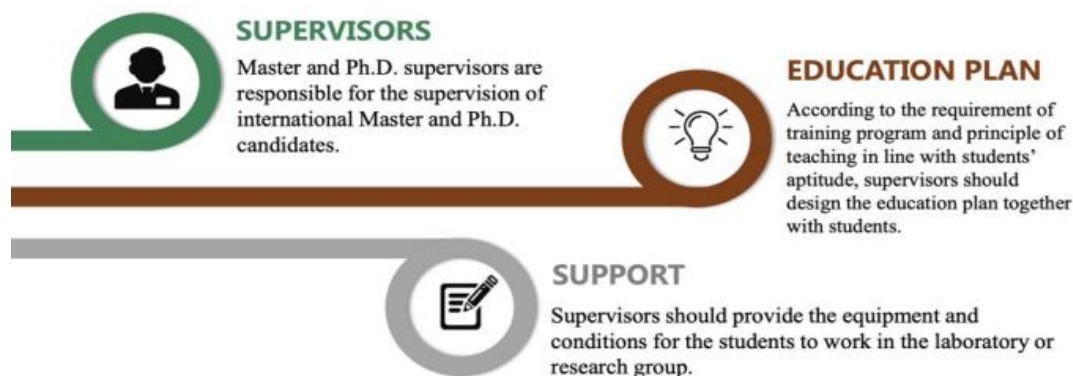 SUPERVISORS
Master and Ph.D. supervisors are
responsible for the supervision of
international Master and Ph.D.
candidates.
EDUCATION PLAN
According to the requirement of
training program and principle of
teaching in line with students'
aptitude, supervisors should
design the education plan together
with students.
SUPPORT
Supervisors should provide the equipment and
conditions for the students to work in the laboratory or
research group.